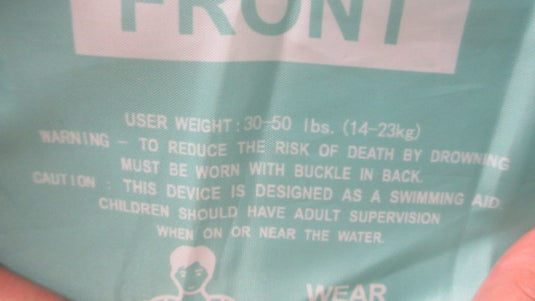 FRONT
USER WEIGHT: 30-50 lbs. (14-23kg)
WARNING - TO REDUCE THE RISK OF DEATH BY DROWNING
MUST BE WORN WITH BUCKLE IN BACK.
CAUTION : THIS DEVICE IS DESIGNED AS A SWIMMING AID.
CHILDREN SHOULD HAVE ADULT SUPERVISION
WHEN ON OR NEAR THE WATER.
WEAR